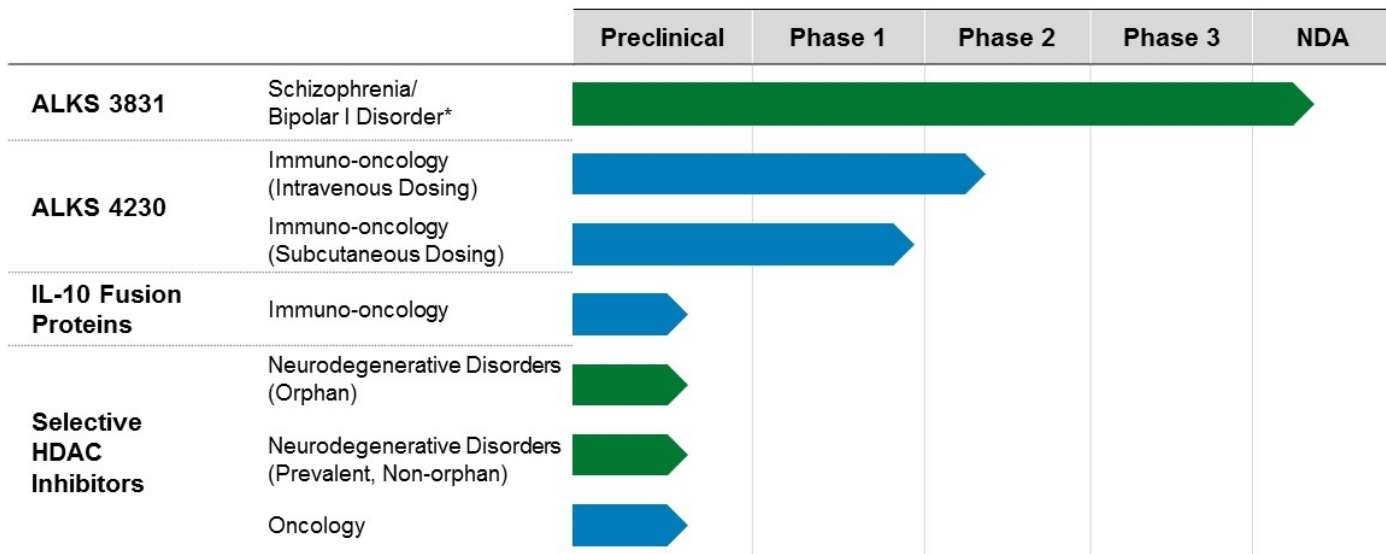 Preclinical Phase 1 Phase 2 Phase 3 NDA
ALKS 3831
Schizophrenia/
Bipolar I Disorder*
ALKS 4230
Immuno-oncology
(Intravenous Dosing)
Immuno-oncology
(Subcutaneous Dosing)
IL-10 Fusion
Proteins
Immuno-oncology
Selective
HDAC
Inhibitors
Neurodegenerative Disorders
(Orphan)
Neurodegenerative Disorders
(Prevalent, Non-orphan)
Oncology